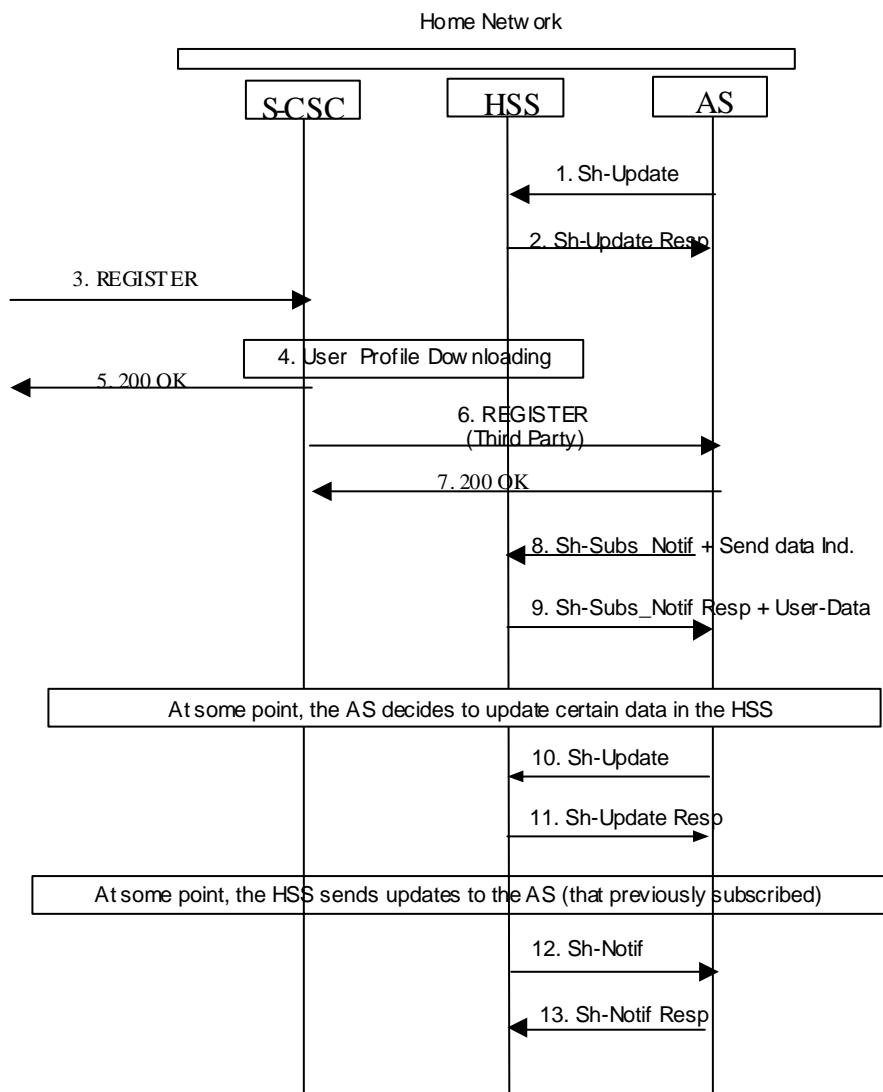 Home Network
S-CSC
HSS
AS
1. Sh-Update
2. Sh-Update Resp
3. REGISTER
4. User Profile Downloading
5. 200 OK
6. REGISTER
(Third Party)
7. 200 OK
8. Sh-Subs_Notif + Send data Ind.
9. Sh-Subs_Notif Resp + User-Data
At some point, the AS decides to update certain data in the HSS
10. Sh-Update
11. Sh-Update Resp
At some point, the HSS sends updates to the AS (that previously subscribed)
12. Sh-Notif
13. Sh-Notif Resp